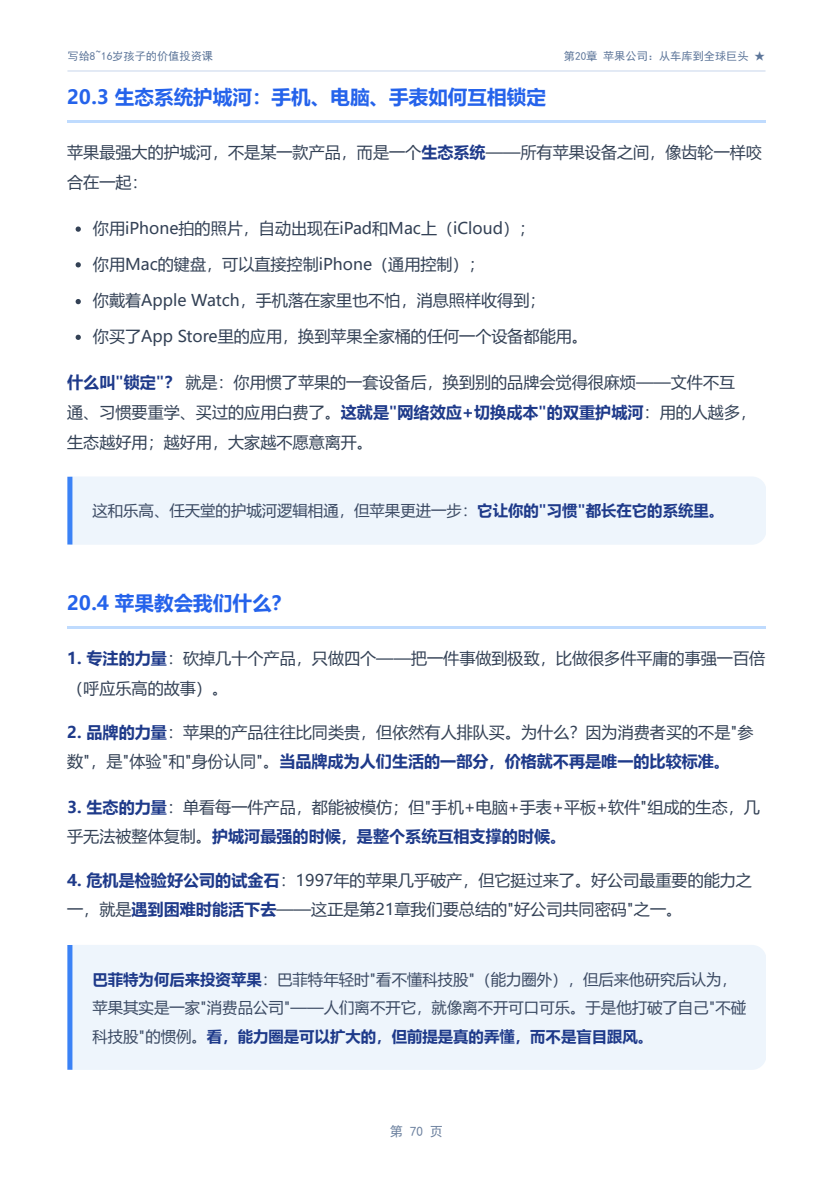 写给8~16岁孩子的价值投资课
第20章 苹果公司：从车库到全球巨头 ★
20.3 生态系统护城河：手机、电脑、手表如何互相锁定
苹果最强大的护城河，不是某一款产品，而是一个生态系统——所有苹果设备之间，像齿轮一样咬
合在一起：
• 你用iPhone拍的照片，自动出现在iPad和Mac上（iCloud）；
• 你用Mac的键盘，可以直接控制iPhone（通用控制）；
• 你戴着Apple Watch，手机落在家里也不怕，消息照样收得到；
• 你买了App Store里的应用，换到苹果全家桶的任何一个设备都能用。
什么叫"锁定"？ 就是：你用惯了苹果的一套设备后，换到别的品牌会觉得很麻烦——文件不互
通、习惯要重学、买过的应用白费了。这就是"网络效应+切换成本"的双重护城河：用的人越多，
生态越好用；越好用，大家越不愿意离开。
这和乐高、任天堂的护城河逻辑相通，但苹果更进一步：它让你的"习惯"都长在它的系统里。
20.4 苹果教会我们什么？
1. 专注的力量：砍掉几十个产品，只做四个——把一件事做到极致，比做很多件平庸的事强一百倍
（呼应乐高的故事）。
2. 品牌的力量：苹果的产品往往比同类贵，但依然有人排队买。为什么？因为消费者买的不是"参
数"，是"体验"和"身份认同"。当品牌成为人们生活的一部分，价格就不再是唯一的比较标准。
3. 生态的力量：单看每一件产品，都能被模仿；但"手机+电脑+手表+平板+软件"组成的生态，几
乎无法被整体复制。护城河最强的时候，是整个系统互相支撑的时候。
4. 危机是检验好公司的试金石：1997年的苹果几乎破产，但它挺过来了。好公司最重要的能力之
一，就是遇到困难时能活下去——这正是第21章我们要总结的"好公司共同密码"之一。
巴菲特为何后来投资苹果：巴菲特年轻时"看不懂科技股"（能力圈外），但后来他研究后认为，
苹果其实是一家"消费品公司"——人们离不开它，就像离不开可口可乐。于是他打破了自己"不碰
科技股"的惯例。看，能力圈是可以扩大的，但前提是真的弄懂，而不是盲目跟风。
第 70 页